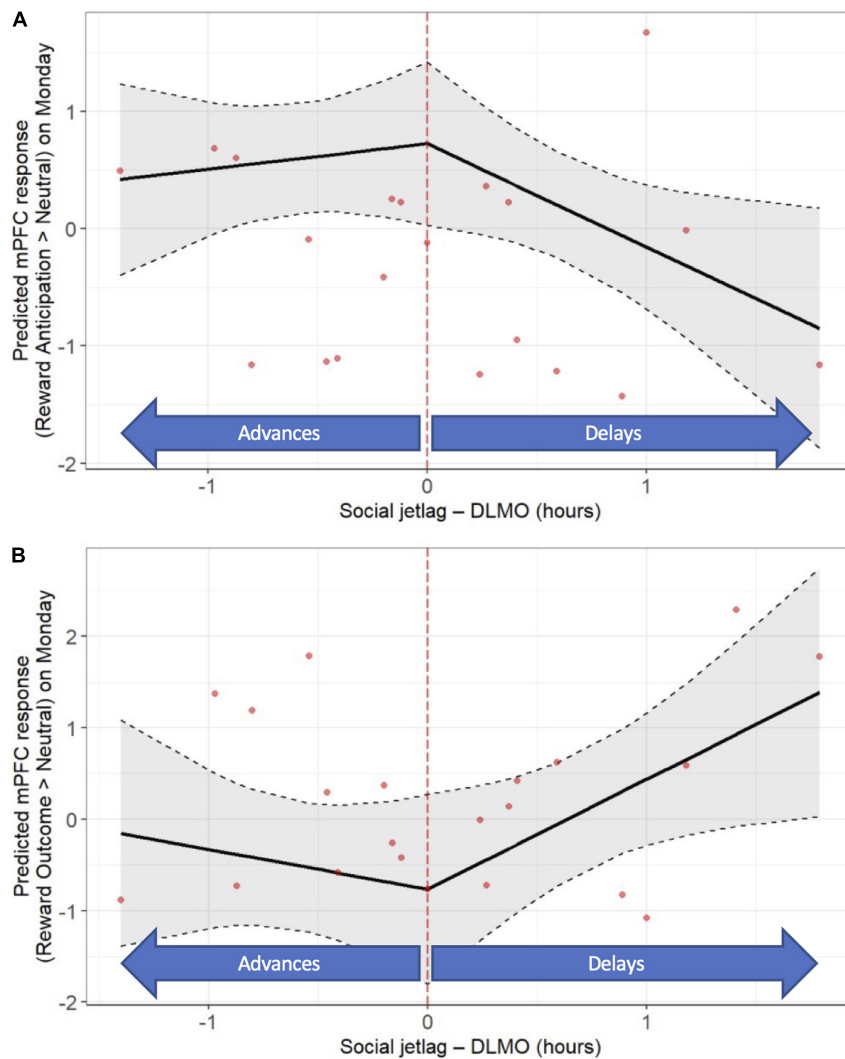 A
Predicted mPFC response
(Reward Anticipation > Neutral) on Monday
1
0
-1
-2
Advances
Delays
-1
0
1
Social jetlag – DLMO (hours)
B
Predicted mPFC response
(Reward Outcome > Neutral) on Monday
2
1
0
-1
-2
Advances
Delays
-1
0
1
Social jetlag – DLMO (hours)